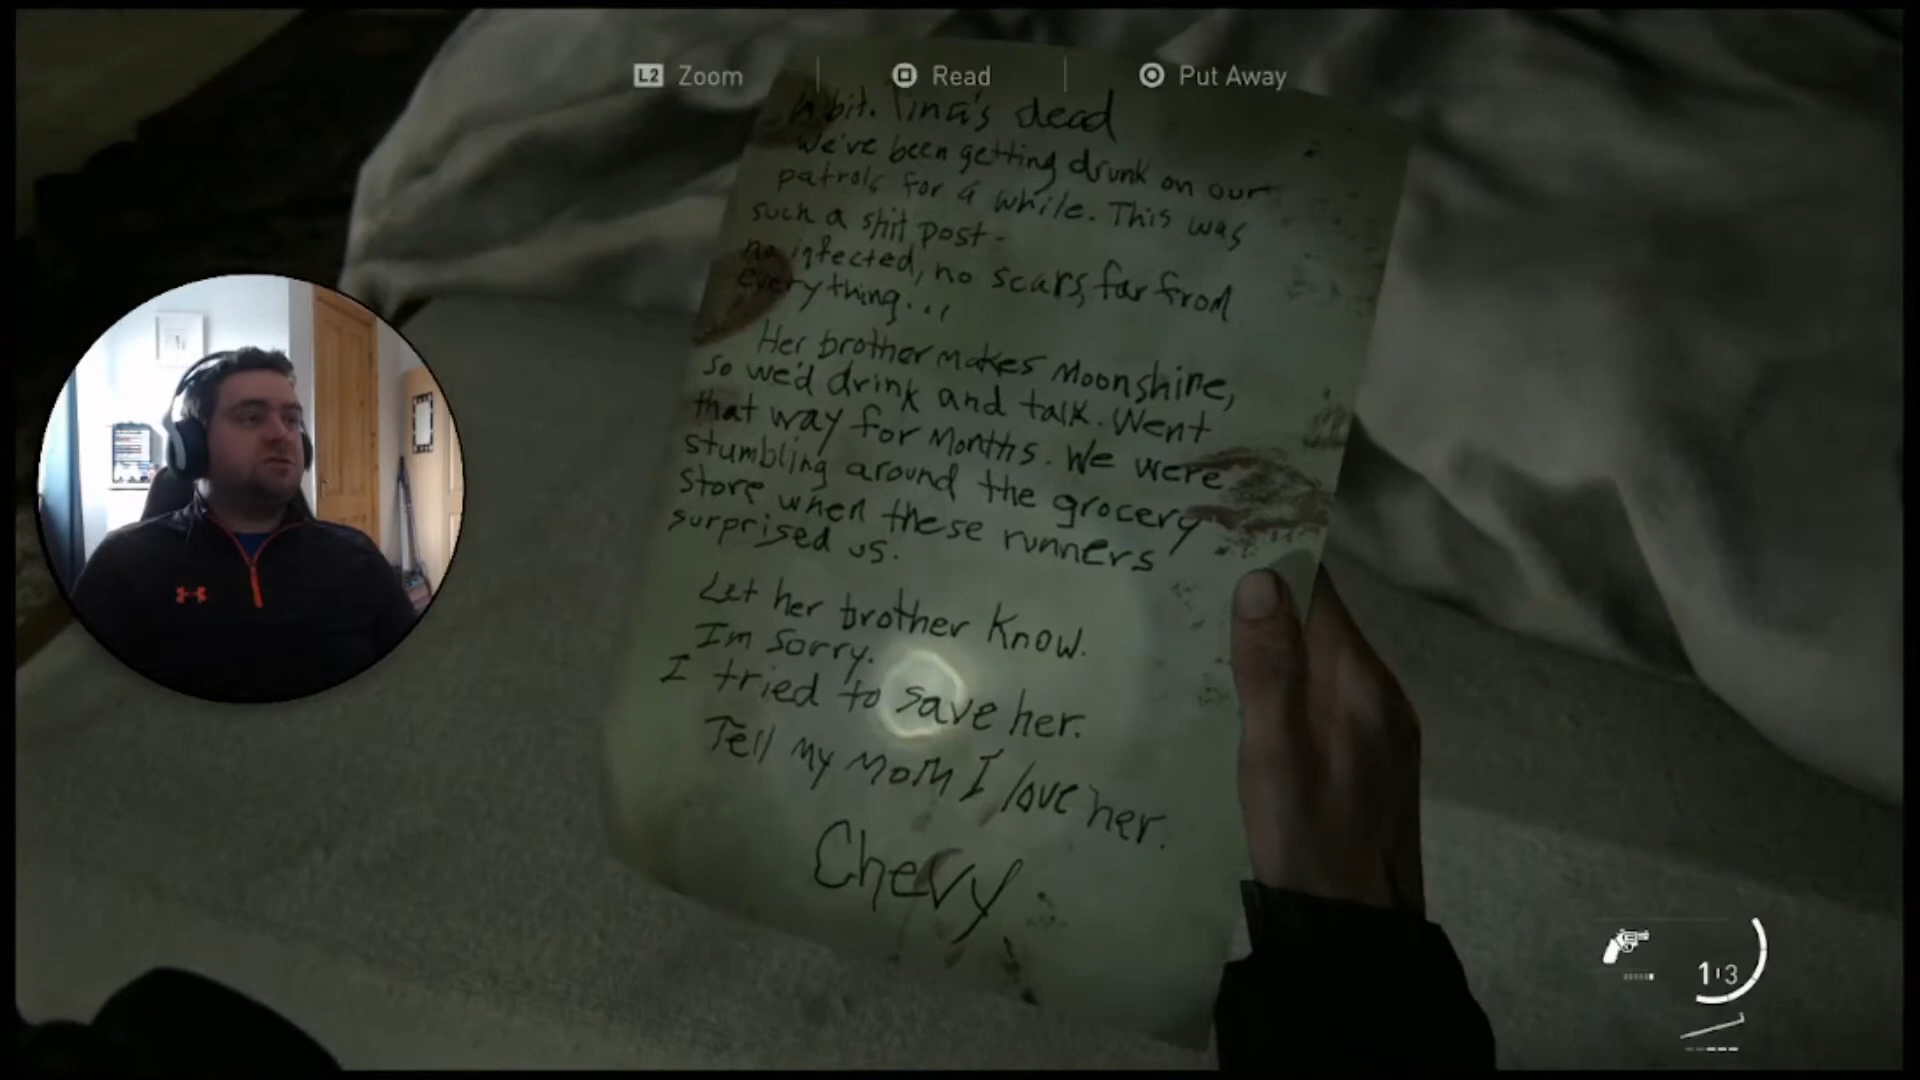 L2 Zoom
Read
Put Away
bit. Tina's dead
We've been getting drunk on our
patrols for a while. This was
such a shit post-
no infected, no scars, far from
everything...
Her brother makes Moonshine,
so we'd drink and talk. Went
that way for Months. We were
stumbling around the grocery
store when these runners
surprised us.
Let her brother Know.
I'm sorry.
I tried to save her.
Tell my Mom I love her.
Chevy
1 3